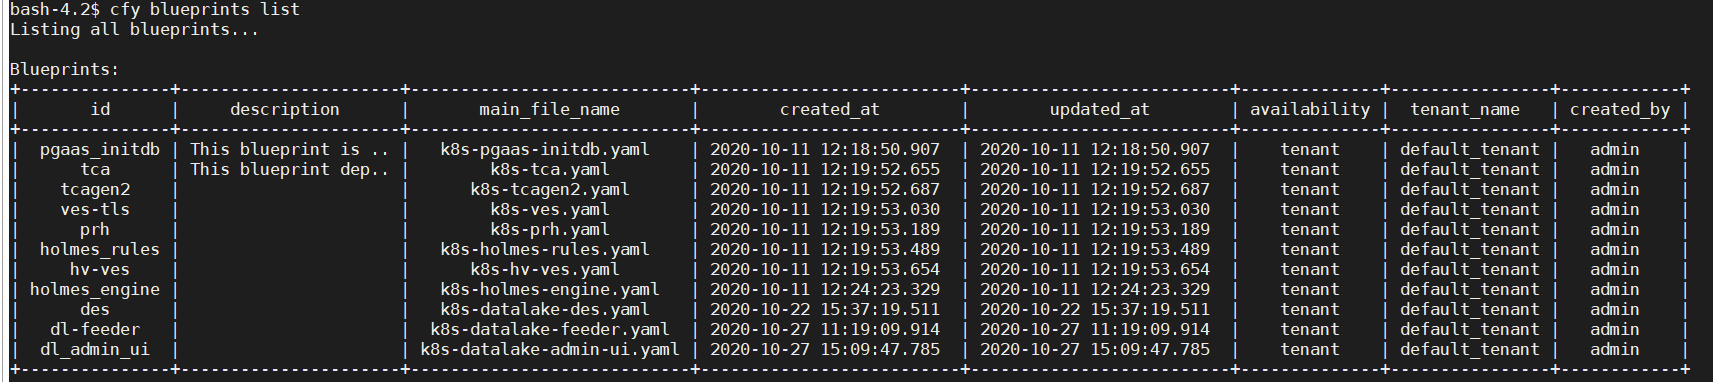 bash-4.2$ cfy blueprints list
Listing all blueprints...

Blueprints:
+---------------+----------------------+----------------------------+--------------------------+--------------------------+--------------+----------------+------------+
|       id      |     description      |       main_file_name       |        created_at        |        updated_at        | availability |  tenant_name   | created_by |
+---------------+----------------------+----------------------------+--------------------------+--------------------------+--------------+----------------+------------+
|  pgaas_initdb | This blueprint is .. |   k8s-pgaas-initdb.yaml    | 2020-10-11 12:18:50.907  | 2020-10-11 12:18:50.907  |    tenant    | default_tenant |   admin    |
|      tca      | This blueprint dep.. |        k8s-tca.yaml        | 2020-10-11 12:19:52.655  | 2020-10-11 12:19:52.655  |    tenant    | default_tenant |   admin    |
|    tcagen2    |                      |      k8s-tcagen2.yaml      | 2020-10-11 12:19:52.687  | 2020-10-11 12:19:52.687  |    tenant    | default_tenant |   admin    |
|    ves-tls    |                      |        k8s-ves.yaml        | 2020-10-11 12:19:53.030  | 2020-10-11 12:19:53.030  |    tenant    | default_tenant |   admin    |
|      prh      |                      |        k8s-prh.yaml        | 2020-10-11 12:19:53.189  | 2020-10-11 12:19:53.189  |    tenant    | default_tenant |   admin    |
|  holmes_rules |                      |   k8s-holmes-rules.yaml    | 2020-10-11 12:19:53.489  | 2020-10-11 12:19:53.489  |    tenant    | default_tenant |   admin    |
|     hv-ves    |                      |      k8s-hv-ves.yaml       | 2020-10-11 12:19:53.654  | 2020-10-11 12:19:53.654  |    tenant    | default_tenant |   admin    |
| holmes_engine |                      |   k8s-holmes-engine.yaml   | 2020-10-11 12:24:23.329  | 2020-10-11 12:24:23.329  |    tenant    | default_tenant |   admin    |
|      des      |                      |   k8s-datalake-des.yaml    | 2020-10-22 15:37:19.511  | 2020-10-22 15:37:19.511  |    tenant    | default_tenant |   admin    |
|   dl-feeder   |                      |  k8s-datalake-feeder.yaml  | 2020-10-27 11:19:09.914  | 2020-10-27 11:19:09.914  |    tenant    | default_tenant |   admin    |
|  dl_admin_ui  |                      | k8s-datalake-admin-ui.yaml | 2020-10-27 15:09:47.785  | 2020-10-27 15:09:47.785  |    tenant    | default_tenant |   admin    |
+---------------+----------------------+----------------------------+--------------------------+--------------------------+--------------+----------------+------------+